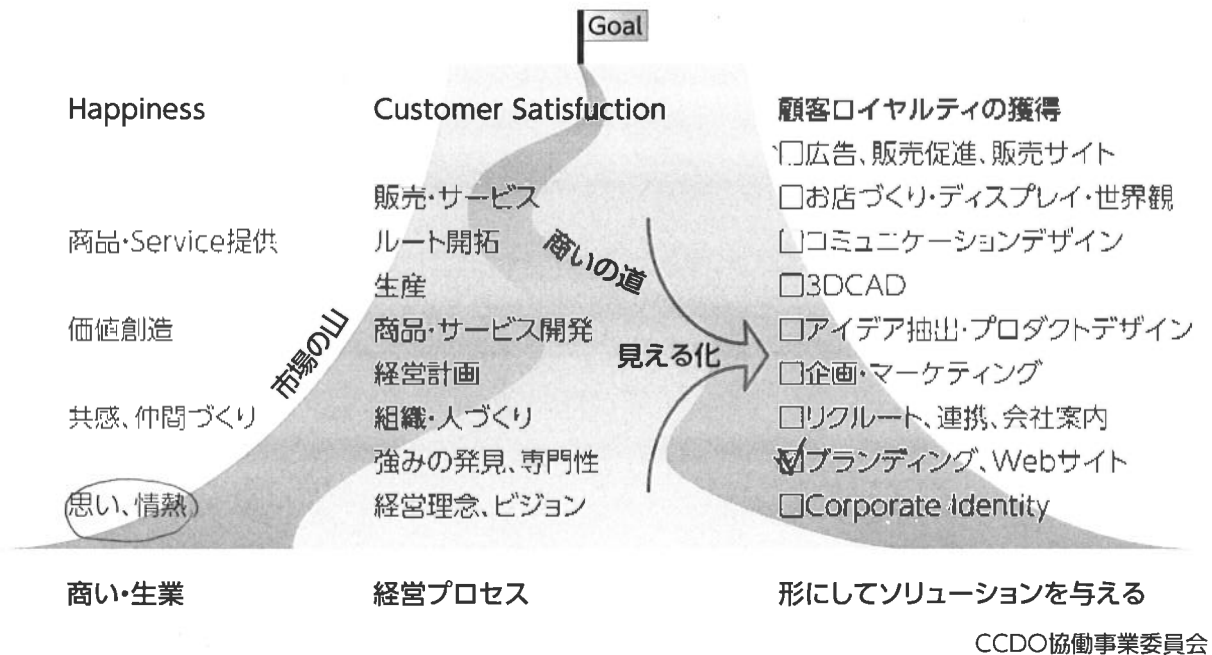 Goal
Happiness
Customer Satisfuction
顧客ロイヤルティの獲得
広告、販売促進、販売サイト
販売・サービス
お店づくり・ディスプレイ・世界観
商品・Service提供
ルート開拓
商いの道
コミュニケーションデザイン
生産
3DCAD
価値創造
市場の山
商品・サービス開発
見える化
アイデア抽出・プロダクトデザイン
経営計画
企画・マーケティング
共感、仲間づくり
組織・人づくり
リクルート、連携、会社案内
強みの発見、専門性
ブランディング、Webサイト
思い、情熱
経営理念、ビジョン
Corporate Identity
商い・生業
経営プロセス
形にしてソリューションを与える
CCDO協働事業委員会